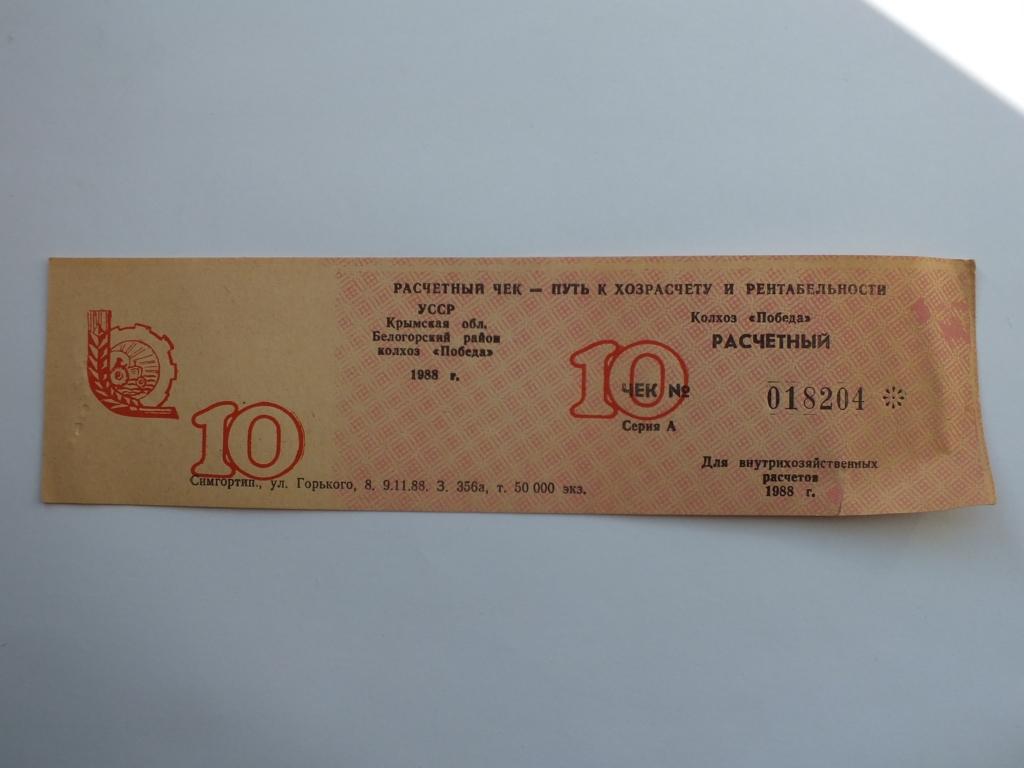 РАСЧЕТНЫЙ ЧЕК — ПУТЬ К ХОЗРАСЧЕТУ И РЕНТАБЕЛЬНОСТИ
УССР
Крымская обл.
Белогорский район
колхоз «Победа»
1988 г.
Колхоз «Победа»
РАСЧЕТНЫЙ
10
ЧЕК № 018204
Серия А
Для внутрихозяйственных
расчетов
1988 г.
10
Симгортип., ул. Горького, 8. 9.11.88. З. 356а, т. 50 000 экз.